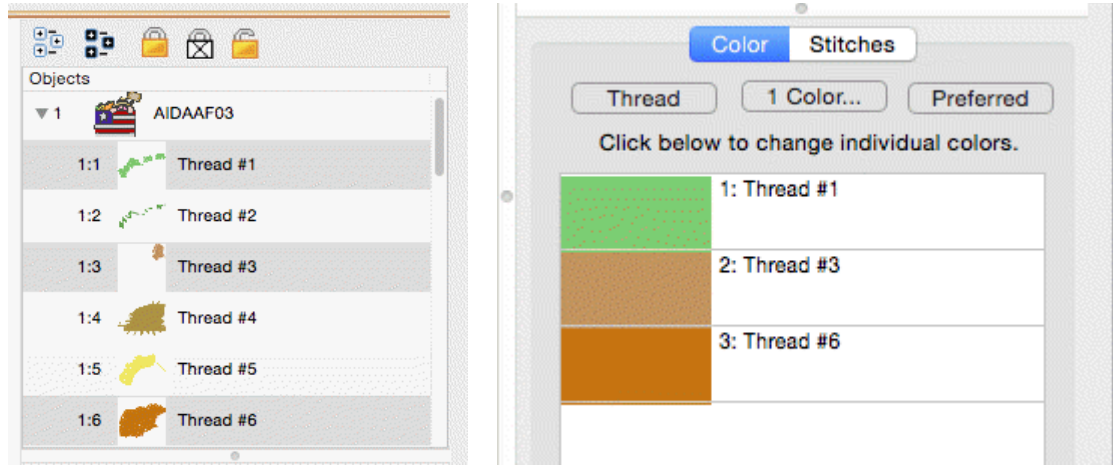 Objects
1 AIDAAF03
1:1 Thread #1
1:2 Thread #2
1:3 Thread #3
1:4 Thread #4
1:5 Thread #5
1:6 Thread #6
Color Stitches
Thread 1 Color... Preferred
Click below to change individual colors.
1: Thread #1
2: Thread #3
3: Thread #6